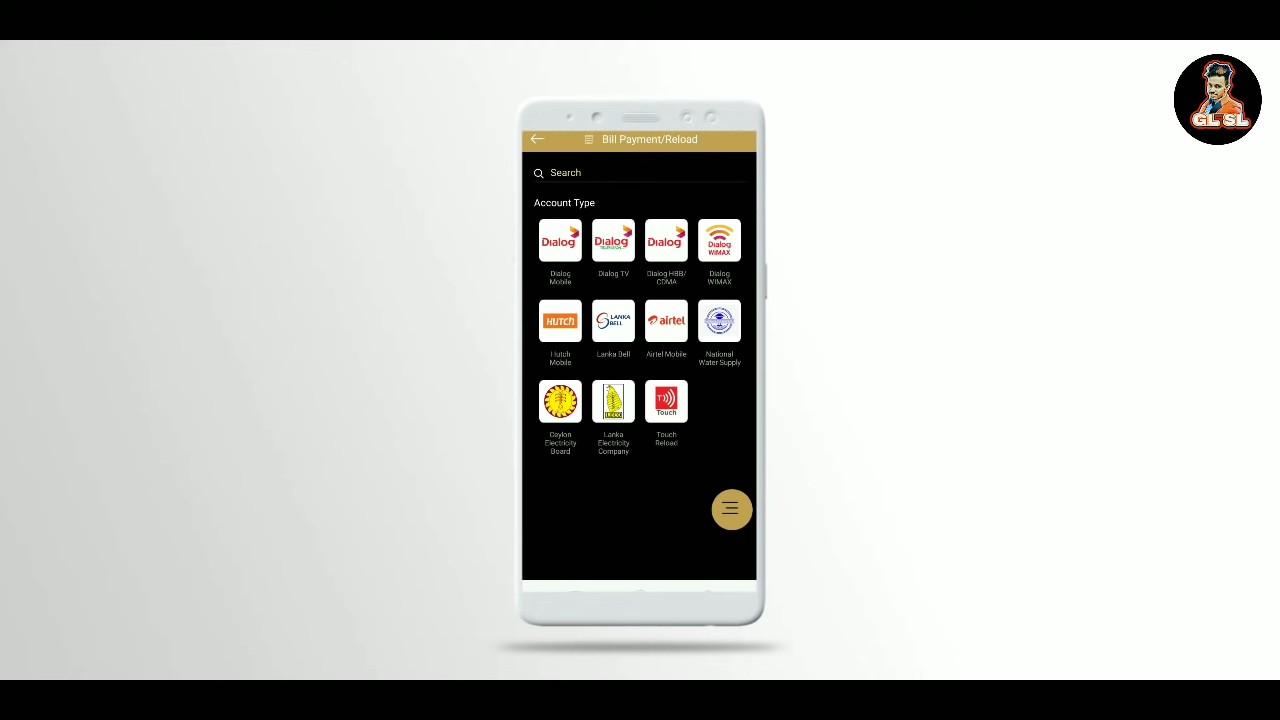 GL SL
Bill Payment/Reload
Search
Account Type
Dialog
Dialog
TELEVISION
Dialog
Dialog
WiMAX
Dialog
Mobile
Dialog TV
Dialog HBB/
CDMA
Dialog
WIMAX
HUTCH
LANKA
BELL
airtel
Hutch
Mobile
Lanka Bell
Airtel Mobile
National
Water Supply
LECO
Touch
Ceylon
Electricity
Board
Lanka
Electricity
Company
Touch
Reload